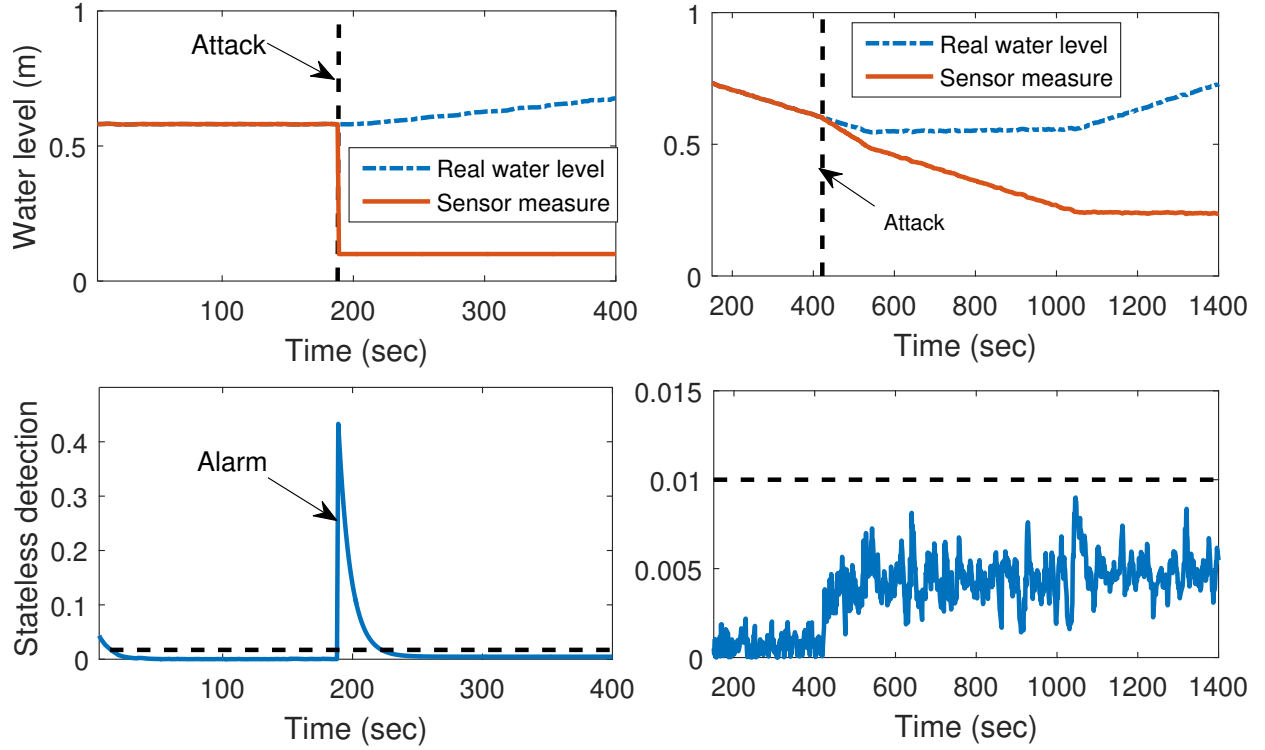 Water level (m)
1
0.5
0
Attack
Real water level
Sensor measure
100
200
300
400
Time (sec)
1
0.5
0
Real water level
Sensor measure
Attack
200
400
600
800
1000
1200
1400
Time (sec)
Stateless detection
0.4
0.3
0.2
0.1
0
Alarm
100
200
300
400
Time (sec)
0.015
0.01
0.005
0
200
400
600
800
1000
1200
1400
Time (sec)